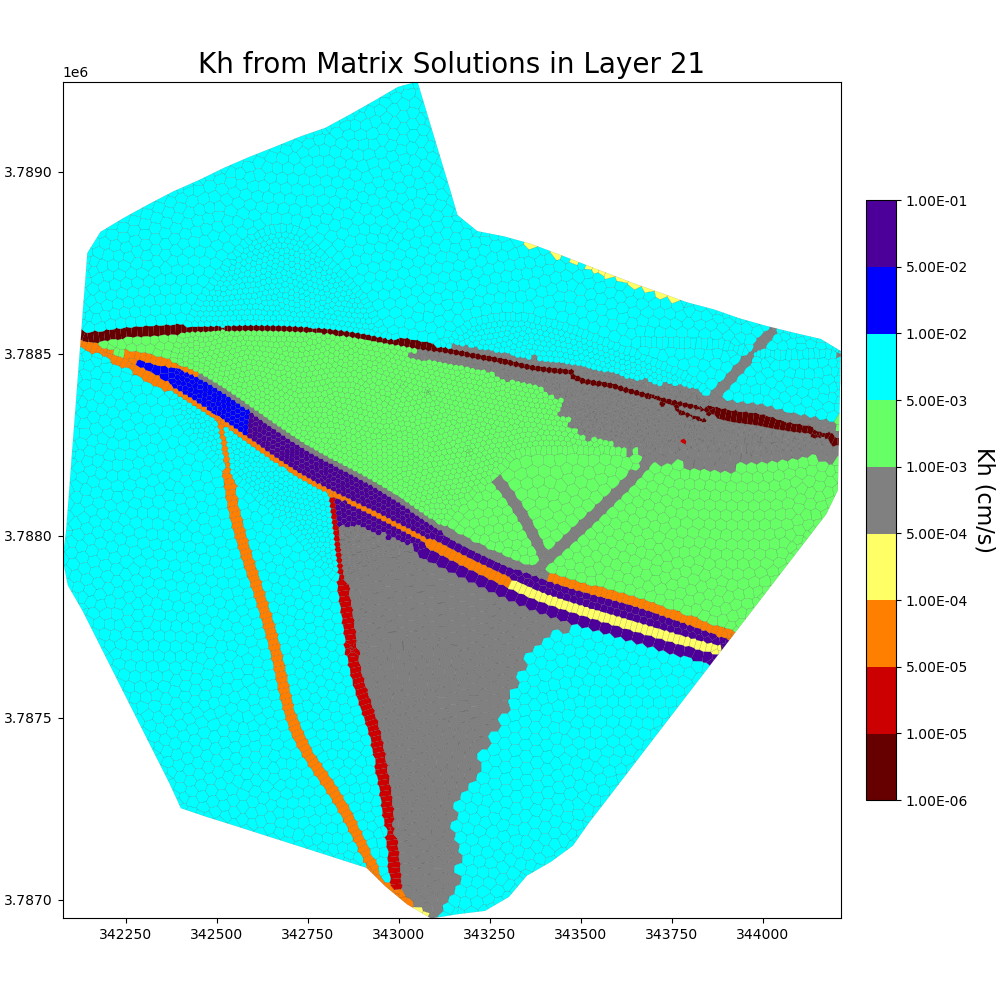 Kh from Matrix Solutions in Layer 21
1e6
3.7890
3.7885
3.7880
3.7875
3.7870
342250 342500 342750 343000 343250 343500 343750 344000
1.00E-01
5.00E-02
1.00E-02
5.00E-03
1.00E-03
5.00E-04
1.00E-04
5.00E-05
1.00E-05
1.00E-06
Kh (cm/s)